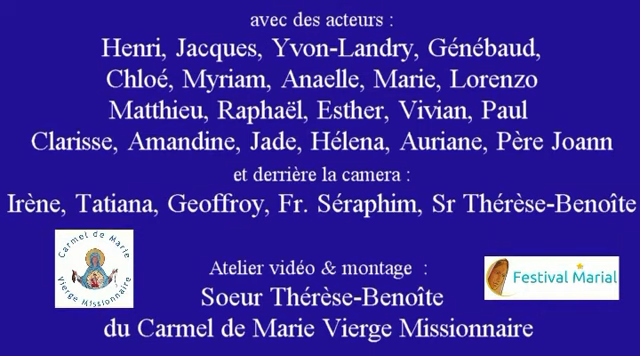 avec des acteurs :
Henri, Jacques, Yvon-Landry, Génébaud,
Chloé, Myriam, Anaelle, Marie, Lorenzo
Matthieu, Raphaël, Esther, Vivian, Paul
Clarisse, Amandine, Jade, Hélena, Auriane, Père Joann
et derrière la camera :
Irène, Tatiana, Geoffroy, Fr. Séraphim, Sr Thérèse-Benoîte
Carmel de Marie
Vierge Missionnaire
Festival Marial
Atelier vidéo & montage :
Soeur Thérèse-Benoîte
du Carmel de Marie Vierge Missionnaire